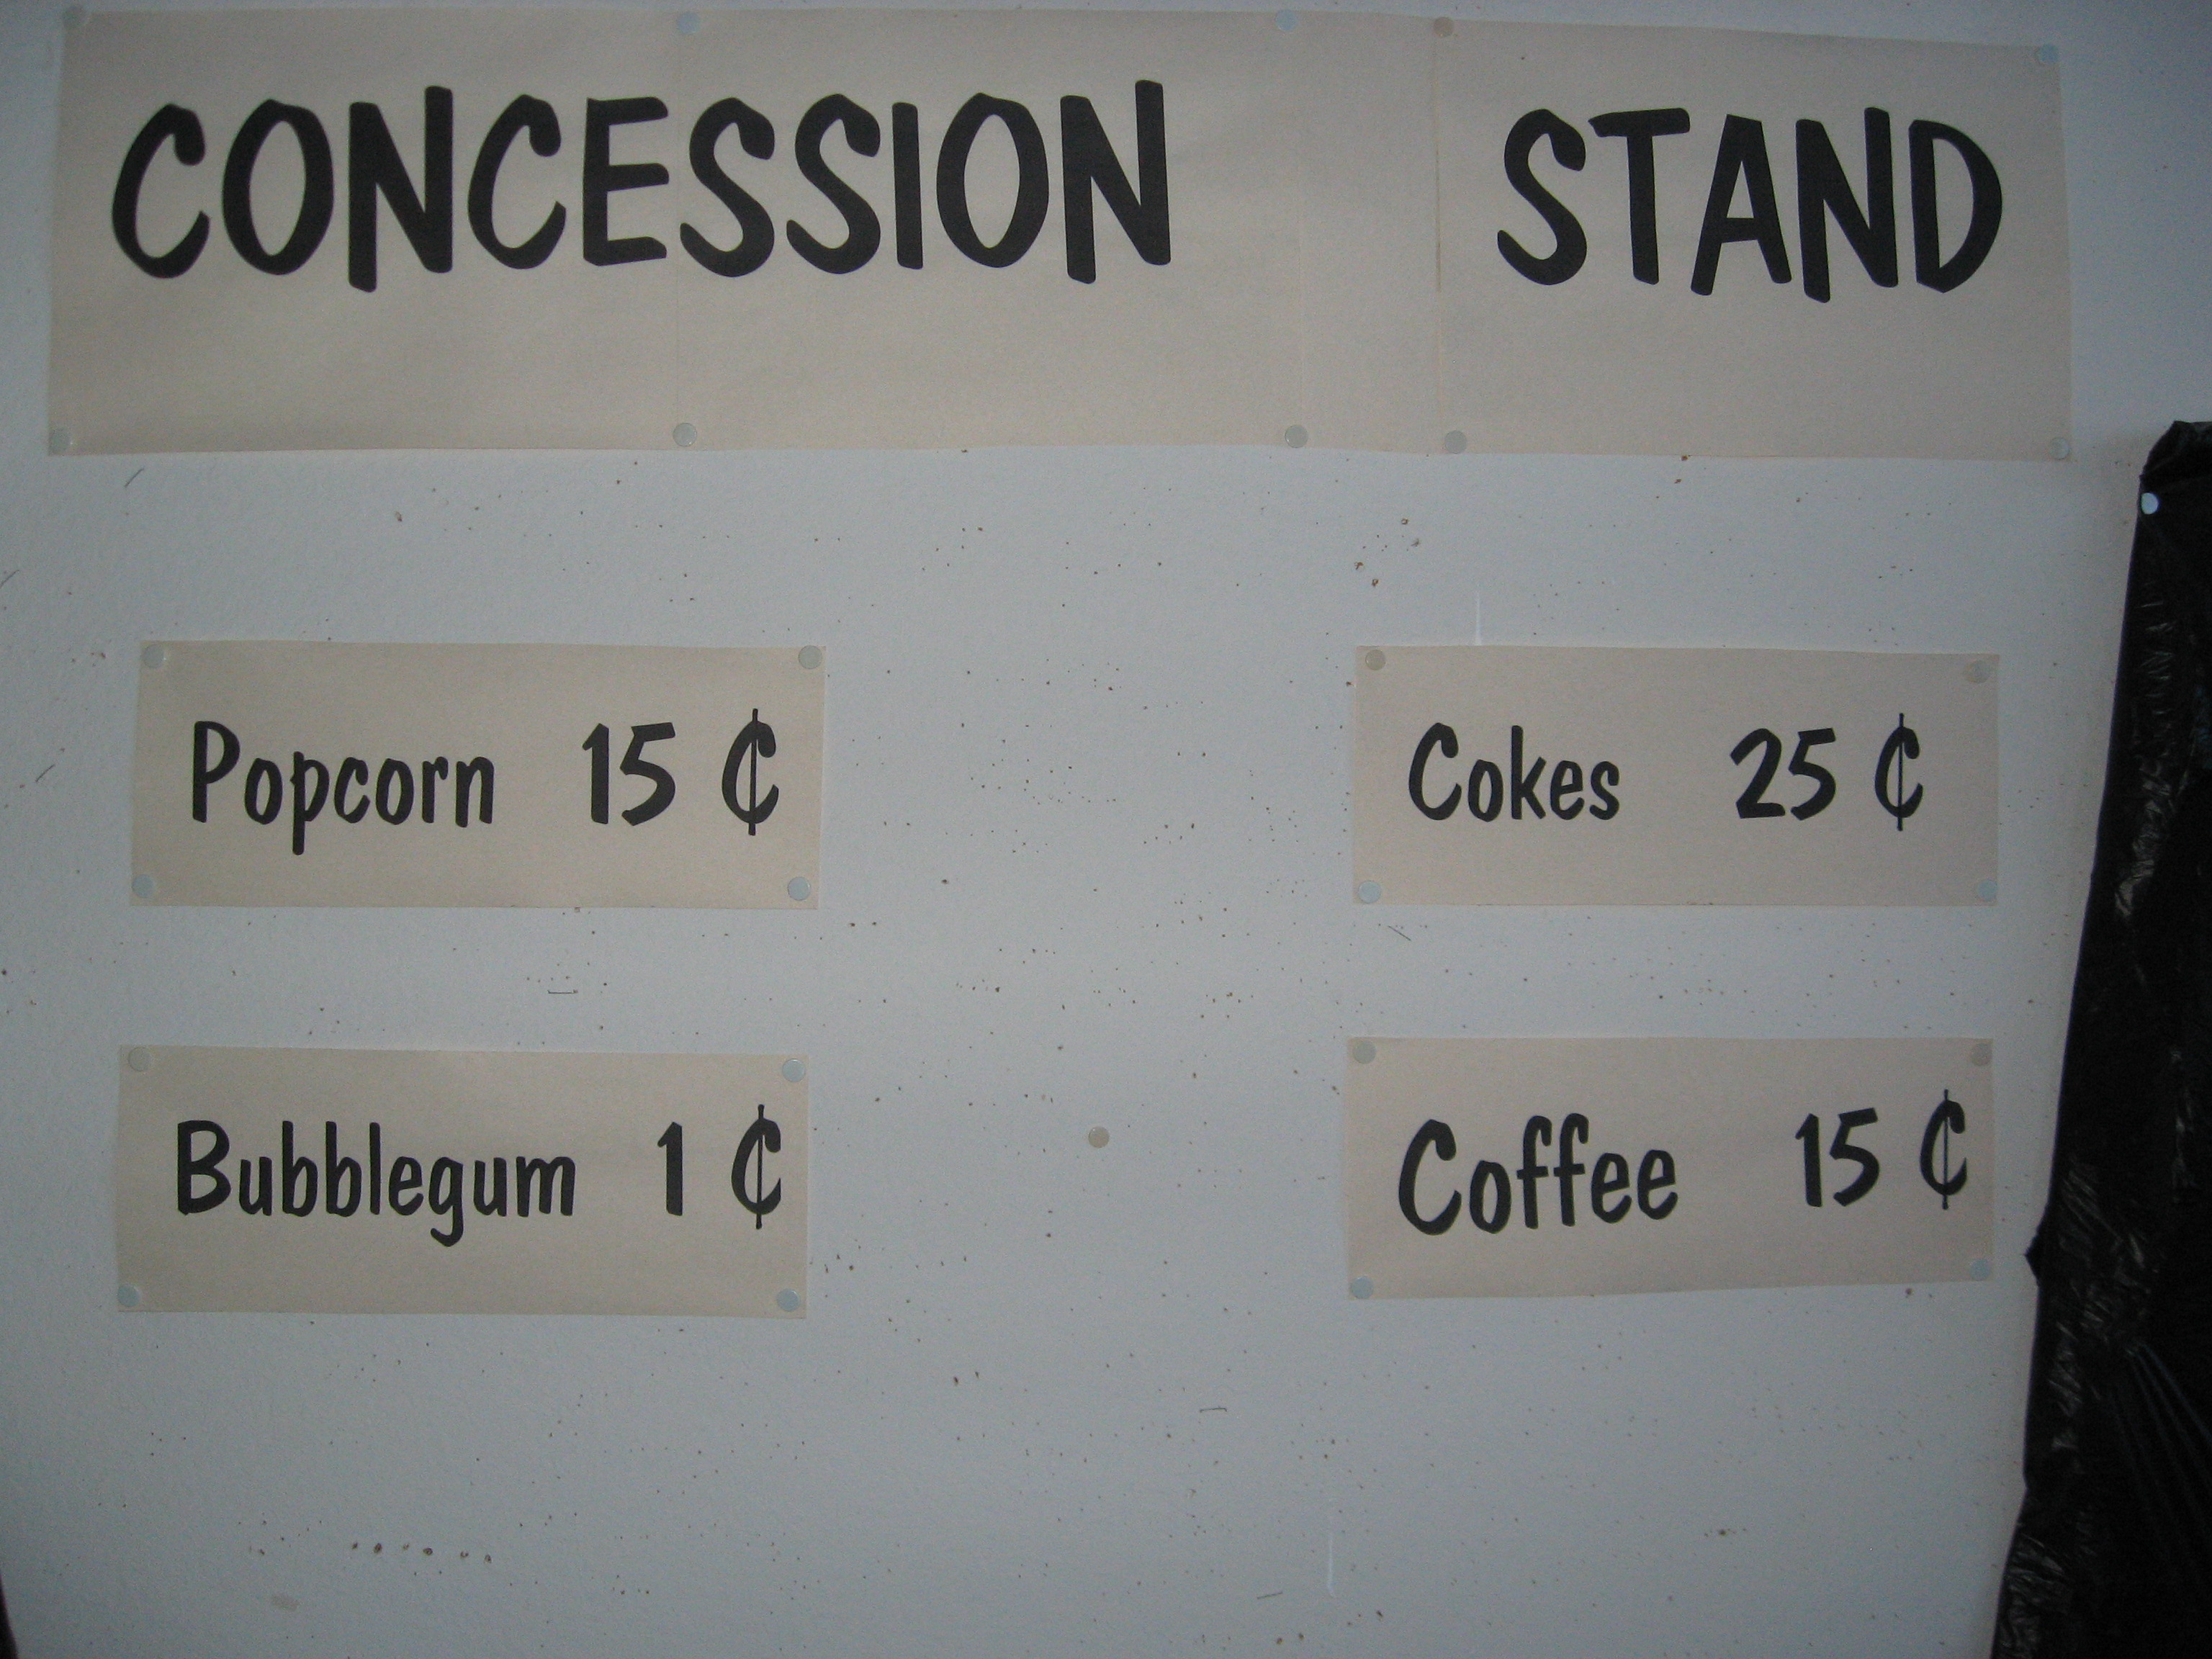 CONCESSION STAND
Popcorn 15 ¢
Cokes 25 ¢
Bubblegum 1 ¢
Coffee 15 ¢